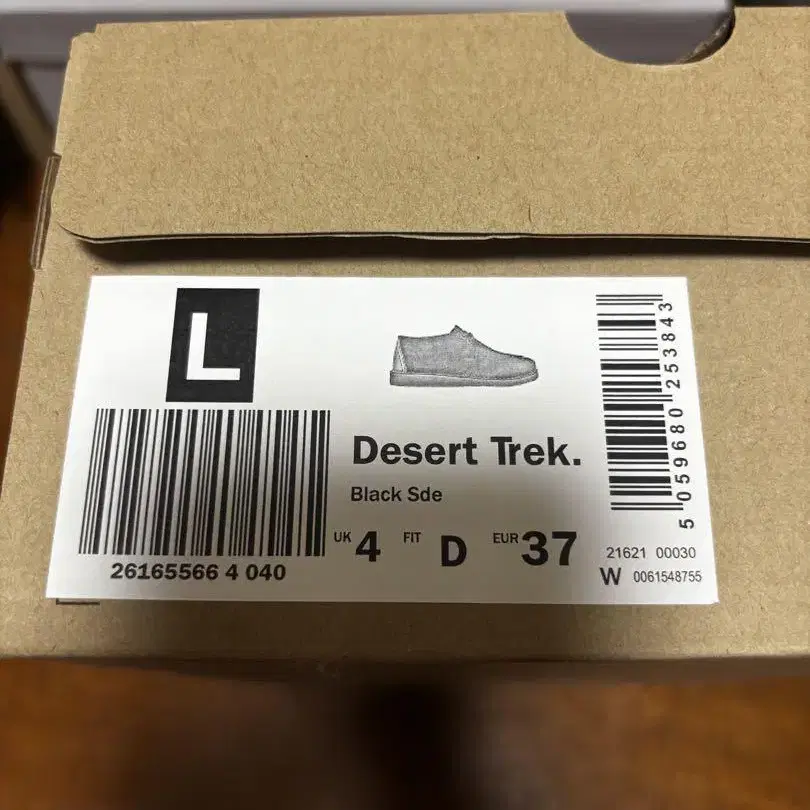 L
26165566 4 040
Desert Trek.
Black Sde
UK 4 FIT D EUR 37
5 059680 253843
21621 00030
W 0061548755